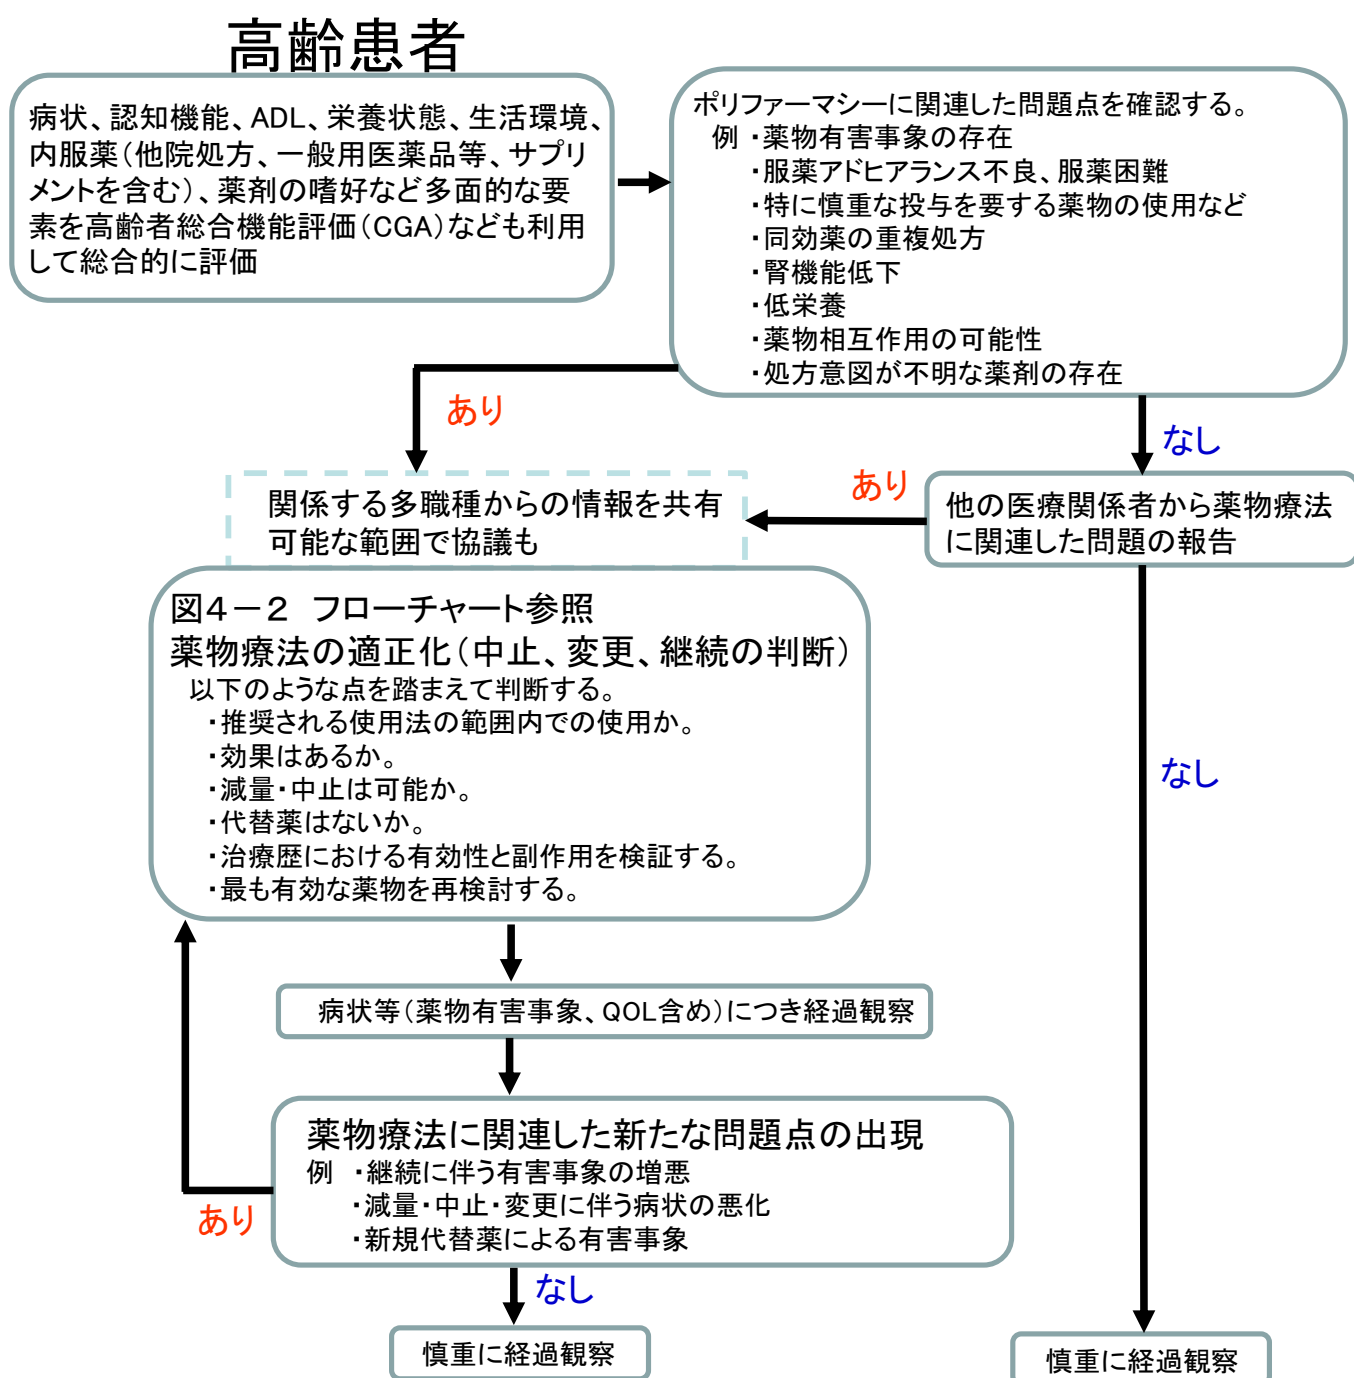 高齢患者
病状、認知機能、ADL、栄養状態、生活環境、
内服薬（他院処方、一般用医薬品等、サプリ
メントを含む）、薬剤の嗜好など多面的な要
素を高齢者総合機能評価（CGA）なども利用
して総合的に評価
ポリファーマシーに関連した問題点を確認する。
例 ・薬物有害事象の存在
・服薬アドヒアランス不良、服薬困難
・特に慎重な投与を要する薬物の使用など
・同効薬の重複処方
・腎機能低下
・低栄養
・薬物相互作用の可能性
・処方意図が不明な薬剤の存在
あり
なし
関係する多職種からの情報を共有
可能な範囲で協議も
あり
他の医療関係者から薬物療法
に関連した問題の報告
図４－２ フローチャート参照
薬物療法の適正化（中止、変更、継続の判断）
以下のような点を踏まえて判断する。
・推奨される使用法の範囲内での使用か。
・効果はあるか。
・減量・中止は可能か。
・代替薬はないか。
・治療歴における有効性と副作用を検証する。
・最も有効な薬物を再検討する。
なし
病状等（薬物有害事象、QOL含め）につき経過観察
薬物療法に関連した新たな問題点の出現
例 ・継続に伴う有害事象の増悪
・減量・中止・変更に伴う病状の悪化
・新規代替薬による有害事象
あり
なし
慎重に経過観察
慎重に経過観察